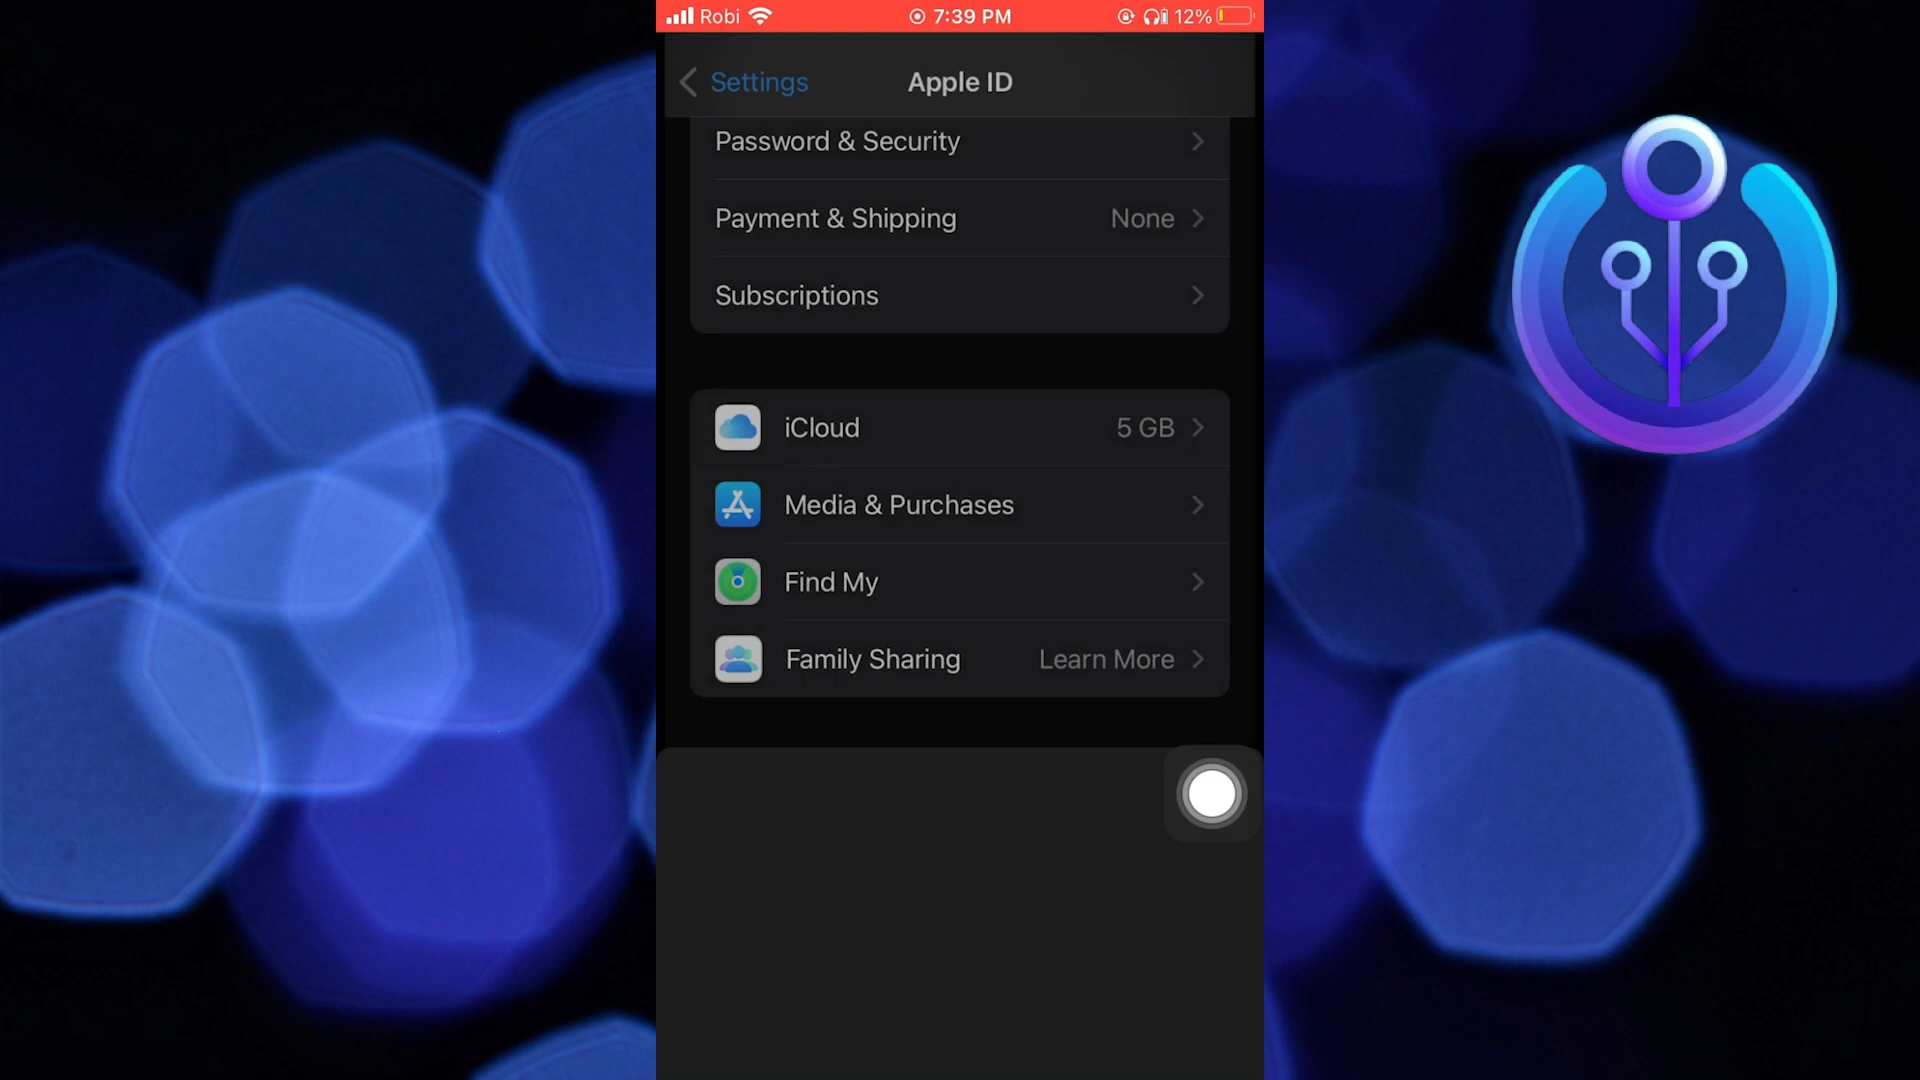 Robi 7:39 PM 12%
Settings Apple ID
Password & Security
Payment & Shipping None
Subscriptions
iCloud 5 GB
Media & Purchases
Find My
Family Sharing Learn More